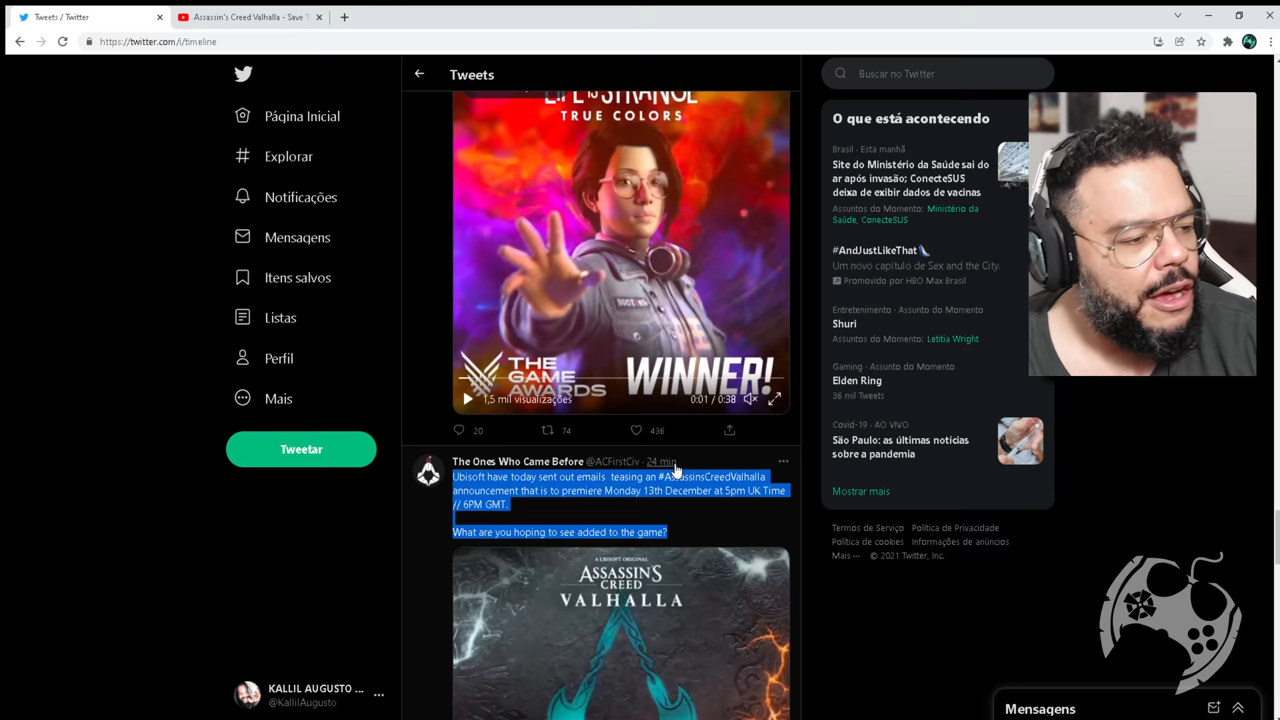 Tweets / Twitter
Assassin's Creed Valhalla - Save T
https://twitter.com/i/timeline
Página Inicial
Explorar
Notificações
Mensagens
Itens salvos
Listas
Perfil
Mais
Tweetar
KALLIL AUGUSTO ...
@KallilAugusto
Tweets
LIFE IS STRANGE
TRUE COLORS
THE
GAME
AWARDS
WINNER!
1,5 mil visualizações
0:01 / 0:38
20
74
436
The Ones Who Came Before @ACFirstCiv · 24 min
Ubisoft have today sent out emails teasing an #AssassinsCreedValhalla
announcement that is to premiere Monday 13th December at 5pm UK Time
// 6PM GMT.
What are you hoping to see added to the game?
A UBISOFT ORIGINAL
ASSASSIN'S
CREED
VALHALLA
Buscar no Twitter
O que está acontecendo
Brasil · Esta manhã
Site do Ministério da Saúde sai do
ar após invasão; ConecteSUS
deixa de exibir dados de vacinas
Assuntos do Momento: Ministério da
Saúde, ConecteSUS
#AndJustLikeThat
Um novo capítulo de Sex and the City.
Promovido por HBO Max Brasil
Entretenimento · Assunto do Momento
Shuri
Assuntos do Momento: Letitia Wright
Gaming · Assunto do Momento
Elden Ring
36 mil Tweets
Covid-19 · AO VIVO
São Paulo: as últimas notícias
sobre a pandemia
Mostrar mais
Termos de Serviço Política de Privacidade
Política de cookies Informações de anúncios
Mais ··· © 2021 Twitter, Inc.
Mensagens